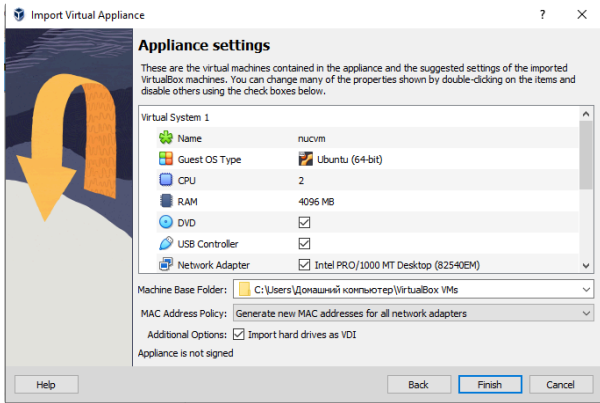 Import Virtual Appliance
Appliance settings
These are the virtual machines contained in the appliance and the suggested settings of the imported
VirtualBox machines. You can change many of the properties shown by double-clicking on the items and
disable others using the check boxes below.
Virtual System 1
Name nucvm
Guest OS Type Ubuntu (64-bit)
CPU 2
RAM 4096 MB
DVD
USB Controller
Network Adapter Intel PRO/1000 MT Desktop (82540EM)
Machine Base Folder: C:\Users\Домашний компьютер\VirtualBox VMs
MAC Address Policy: Generate new MAC addresses for all network adapters
Additional Options: Import hard drives as VDI
Appliance is not signed
Help Back Finish Cancel